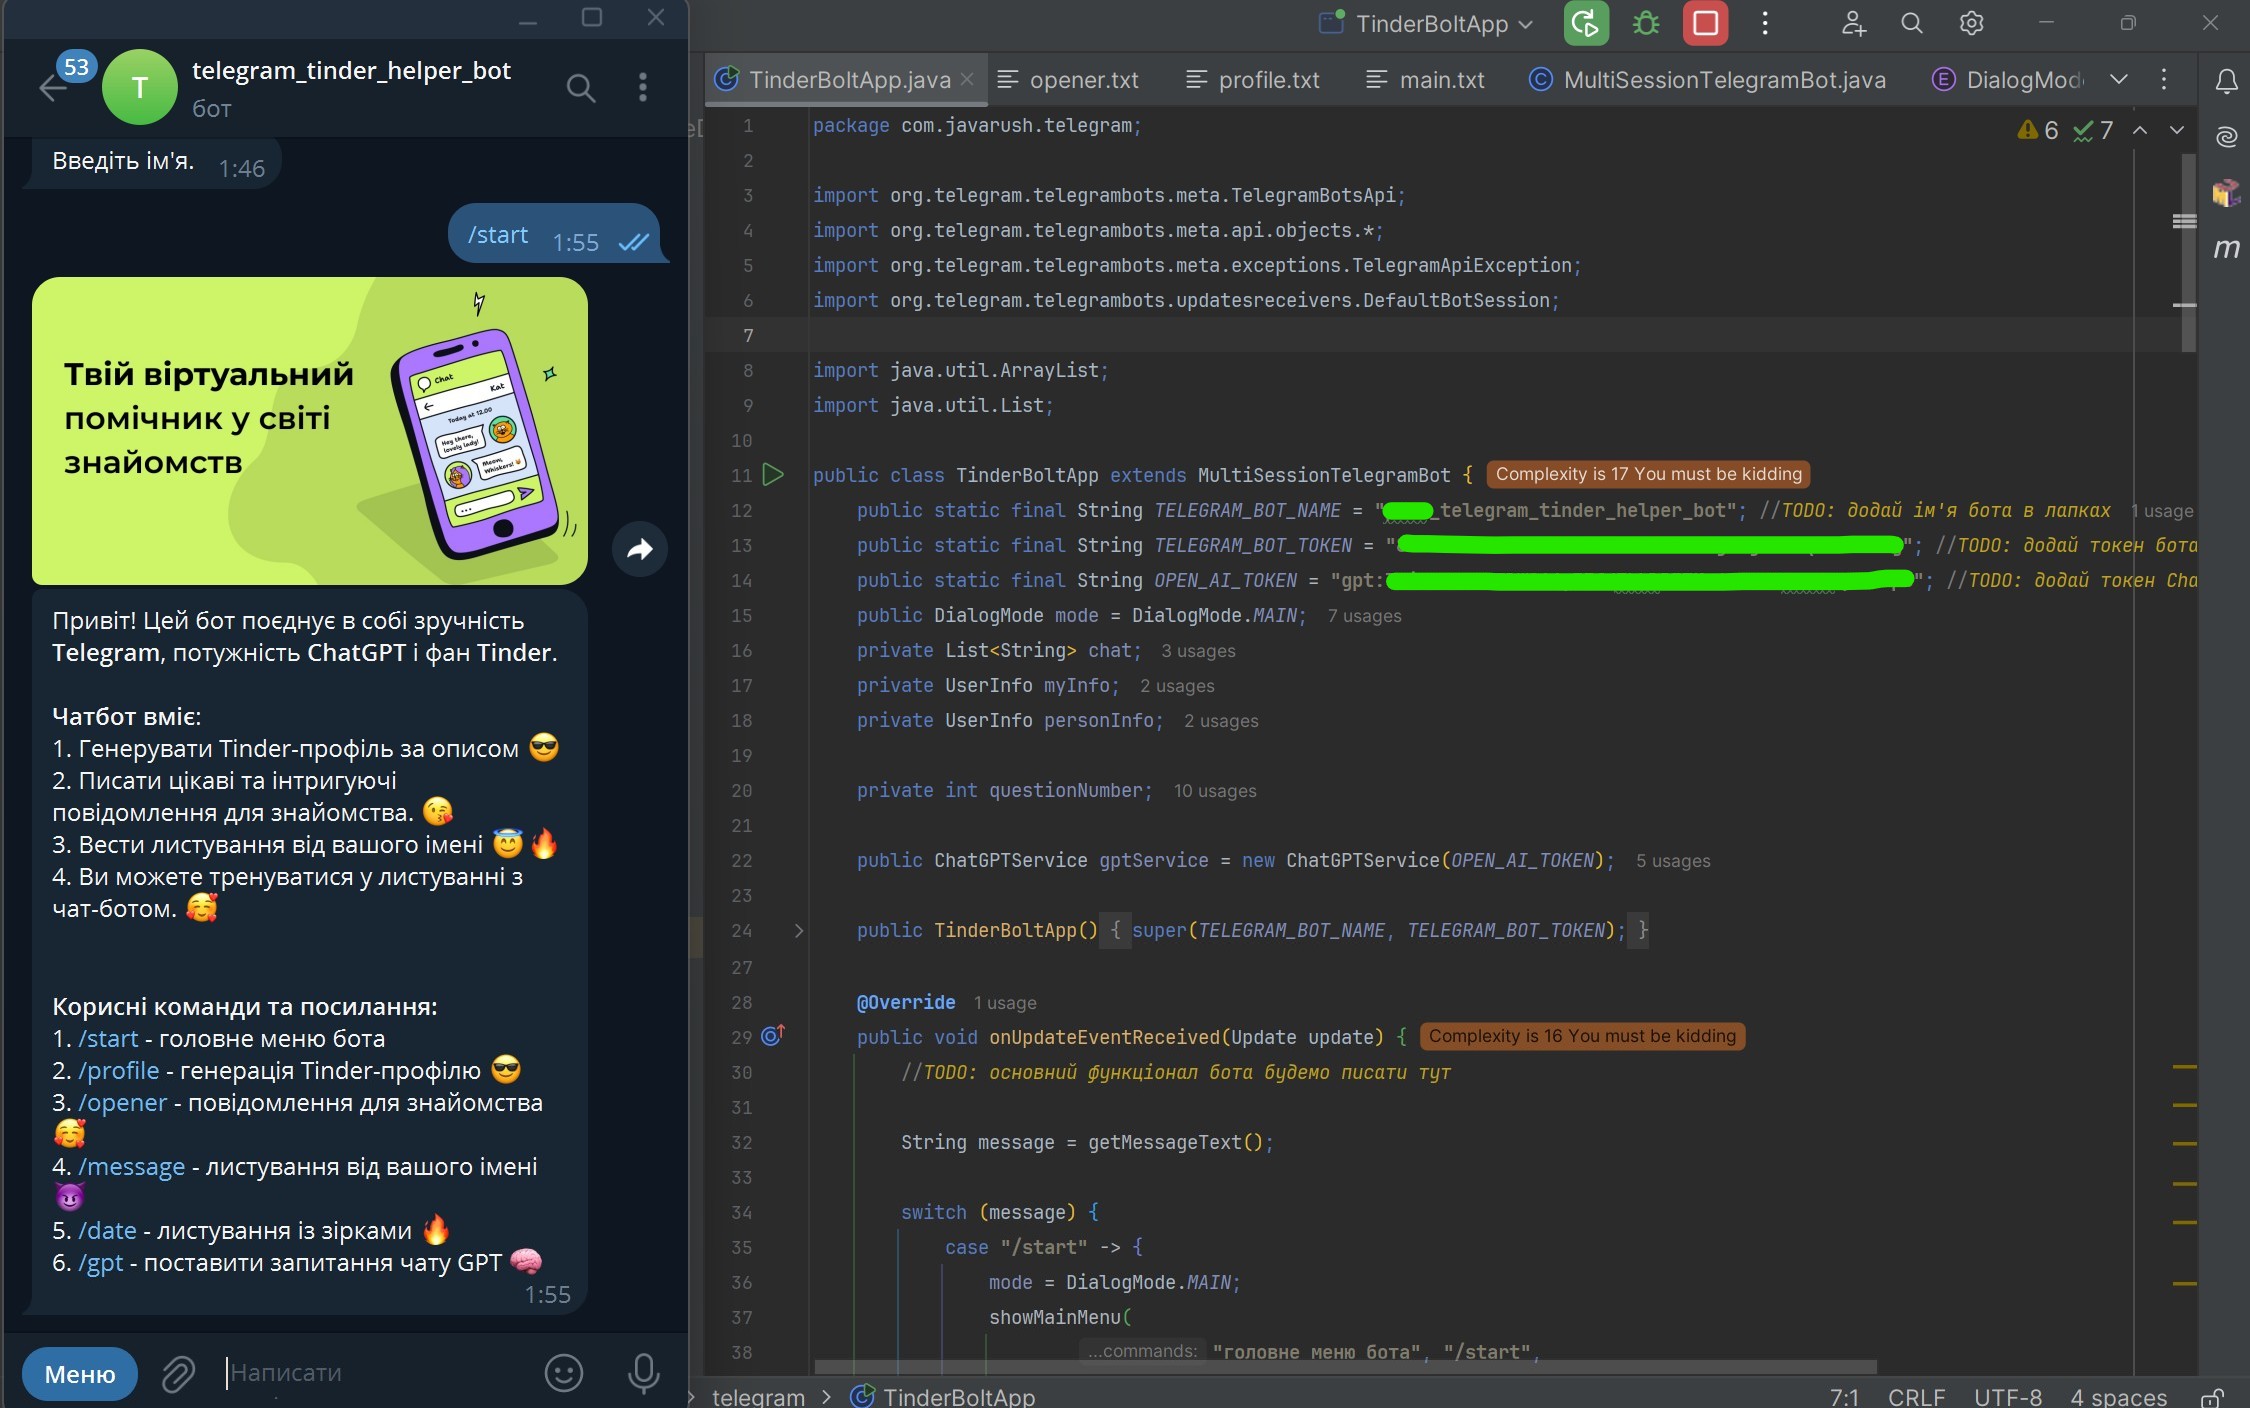 53
T
telegram_tinder_helper_bot
бот
Введіть ім'я. 1:46
/start 1:55
Твій віртуальний
помічник у світі
знайомств
Chat
Kat
Today at 12.00
Hey there,
lovely lady!
Meow,
Whiskers!
Привіт! Цей бот поєднує в собі зручність
Telegram, потужність ChatGPT і фан Tinder.
Чатбот вміє:
1. Генерувати Tinder-профіль за описом 😎
2. Писати цікаві та інтригуючі
повідомлення для знайомства. 😘
3. Вести листування від вашого імені 😇 🔥
4. Ви можете тренуватися у листуванні з
чат-ботом. 🥰
Корисні команди та посилання:
1. /start - головне меню бота
2. /profile - генерація Tinder-профілю 😎
3. /opener - повідомлення для знайомства
🥰
4. /message - листування від вашого імені
😈
5. /date - листування із зірками 🔥
6. /gpt - поставити запитання чату GPT 🧠
1:55
Меню
Написати
TinderBoltApp
TinderBoltApp.java opener.txt profile.txt main.txt MultiSessionTelegramBot.java DialogMod
6 7
1 package com.javarush.telegram;
2
3 import org.telegram.telegrambots.meta.TelegramBotsApi;
4 import org.telegram.telegrambots.meta.api.objects.*;
5 import org.telegram.telegrambots.meta.exceptions.TelegramApiException;
6 import org.telegram.telegrambots.updatesreceivers.DefaultBotSession;
7
8 import java.util.ArrayList;
9 import java.util.List;
10
11 public class TinderBoltApp extends MultiSessionTelegramBot { Complexity is 17 You must be kidding
12 public static final String TELEGRAM_BOT_NAME = "_telegram_tinder_helper_bot"; //TODO: додай ім'я бота в лапках 1 usage
13 public static final String TELEGRAM_BOT_TOKEN = ""; //TODO: додай токен бота
14 public static final String OPEN_AI_TOKEN = "gpt:"; //TODO: додай токен Cha
15 public DialogMode mode = DialogMode.MAIN; 7 usages
16 private List<String> chat; 3 usages
17 private UserInfo myInfo; 2 usages
18 private UserInfo personInfo; 2 usages
19
20 private int questionNumber; 10 usages
21
22 public ChatGPTService gptService = new ChatGPTService(OPEN_AI_TOKEN); 5 usages
23
24 public TinderBoltApp() { super(TELEGRAM_BOT_NAME, TELEGRAM_BOT_TOKEN); }
27
28 @Override 1 usage
29 public void onUpdateEventReceived(Update update) { Complexity is 16 You must be kidding
30 //TODO: основний функціонал бота будемо писати тут
31
32 String message = getMessageText();
33
34 switch (message) {
35 case "/start" -> {
36 mode = DialogMode.MAIN;
37 showMainMenu(
38 ...commands: "головне меню бота", "/start",
telegram > TinderBoltApp
7:1 CRLF UTF-8 4 spaces
m